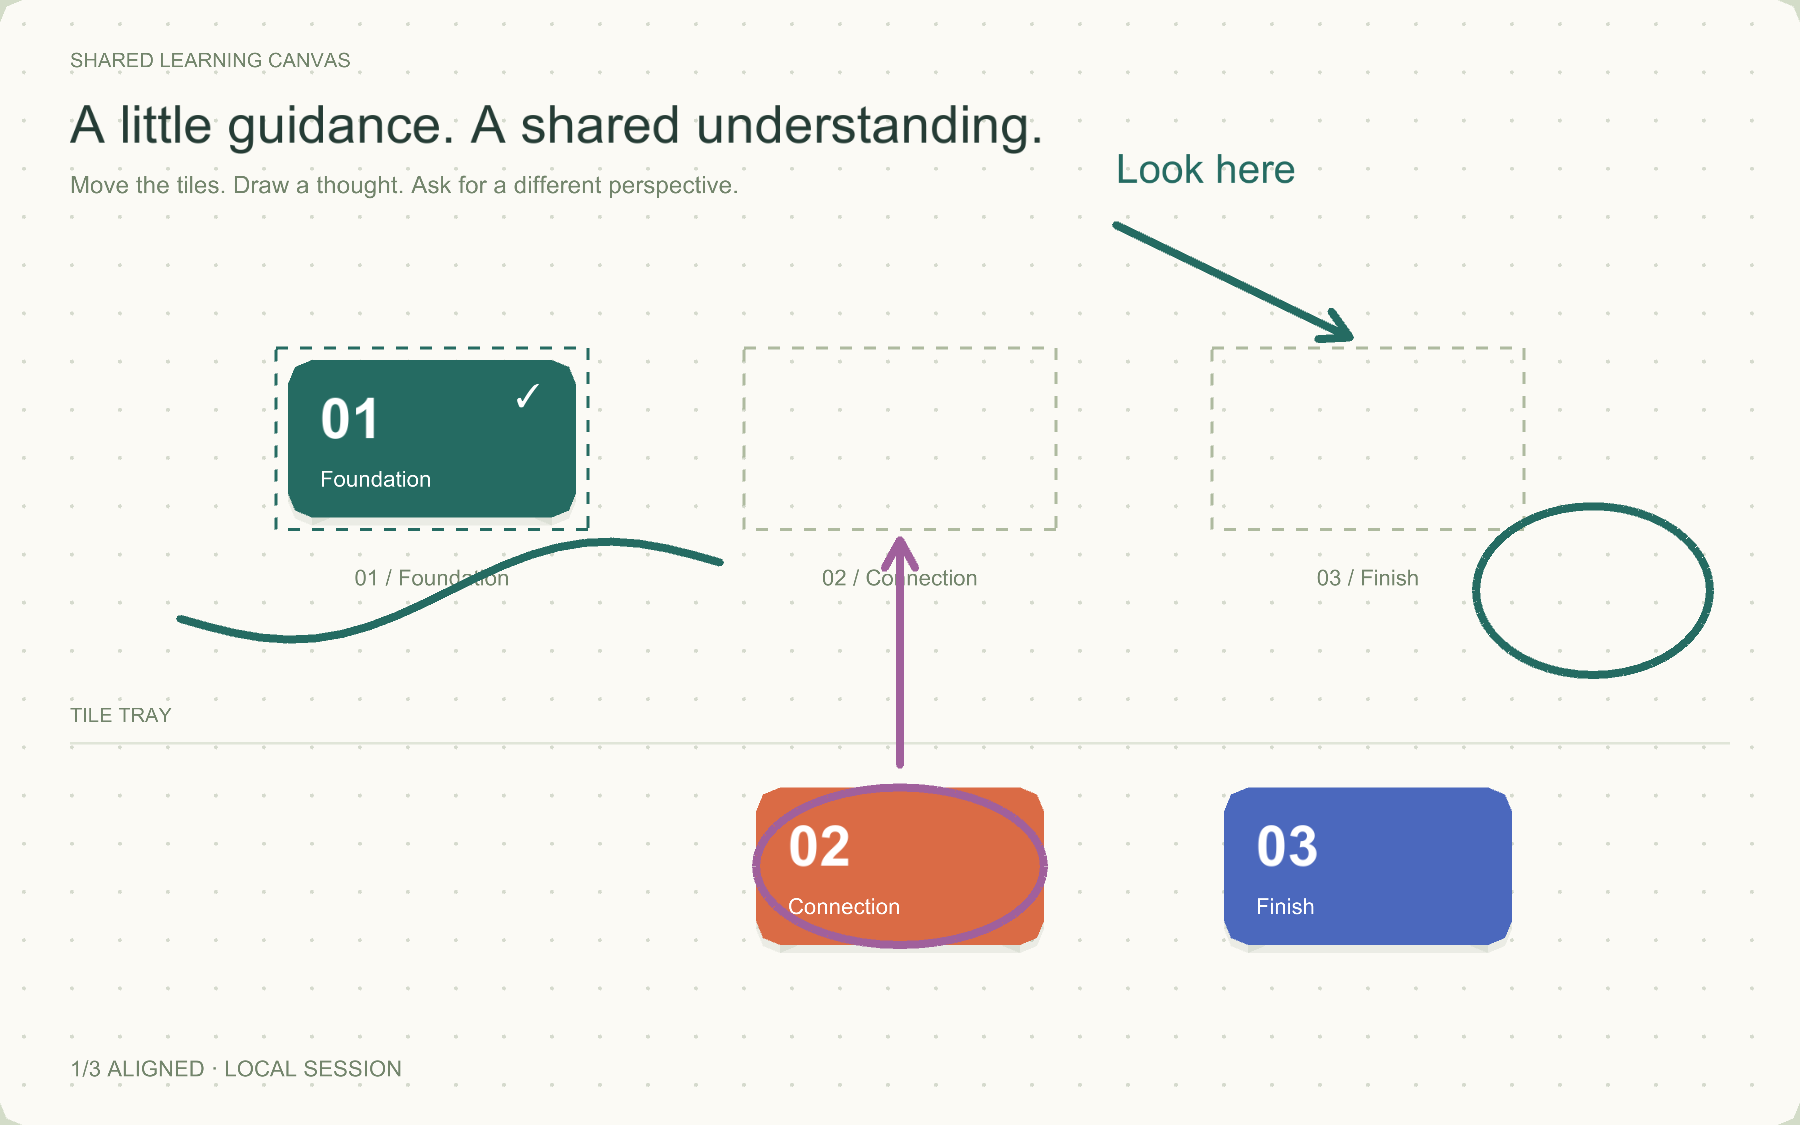 SHARED LEARNING CANVAS
A little guidance. A shared understanding.
Move the tiles. Draw a thought. Ask for a different perspective.
Look here
01
✓
Foundation
01 / Foundation
02 / Connection
03 / Finish
TILE TRAY
02
Connection
03
Finish
1/3 ALIGNED · LOCAL SESSION